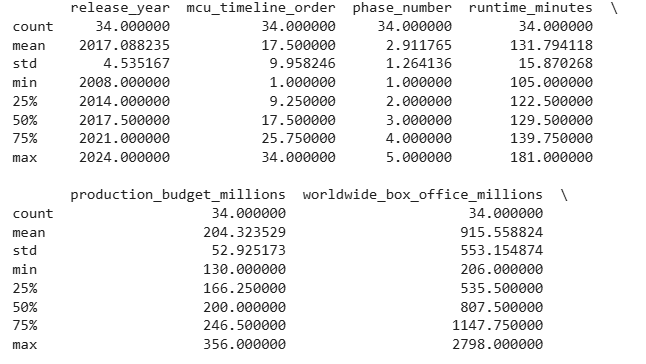 release_year  mcu_timeline_order  phase_number  runtime_minutes  \
count     34.000000           34.000000     34.000000        34.000000
mean    2017.088235           17.500000      2.911765       131.794118
std        4.535167            9.958246      1.264136        15.870268
min     2008.000000            1.000000      1.000000       105.000000
25%     2014.000000            9.250000      2.000000       122.500000
50%     2017.500000           17.500000      3.000000       129.500000
75%     2021.000000           25.750000      4.000000       139.750000
max     2024.000000           34.000000      5.000000       181.000000
production_budget_millions  worldwide_box_office_millions  \
count                   34.000000                      34.000000
mean                   204.323529                     915.558824
std                     52.925173                     553.154874
min                    130.000000                     206.000000
25%                    166.250000                     535.500000
50%                    200.000000                     807.500000
75%                    246.500000                    1147.750000
max                    356.000000                    2798.000000